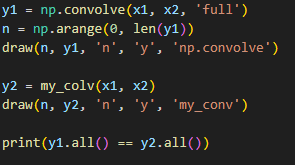 y1 = np.convolve(x1, x2, 'full')
n = np.arange(0, len(y1))
draw(n, y1, 'n', 'y', 'np.convolve')
y2 = my_colv(x1, x2)
draw(n, y2, 'n', 'y', 'my_conv')
print(y1.all() == y2.all())